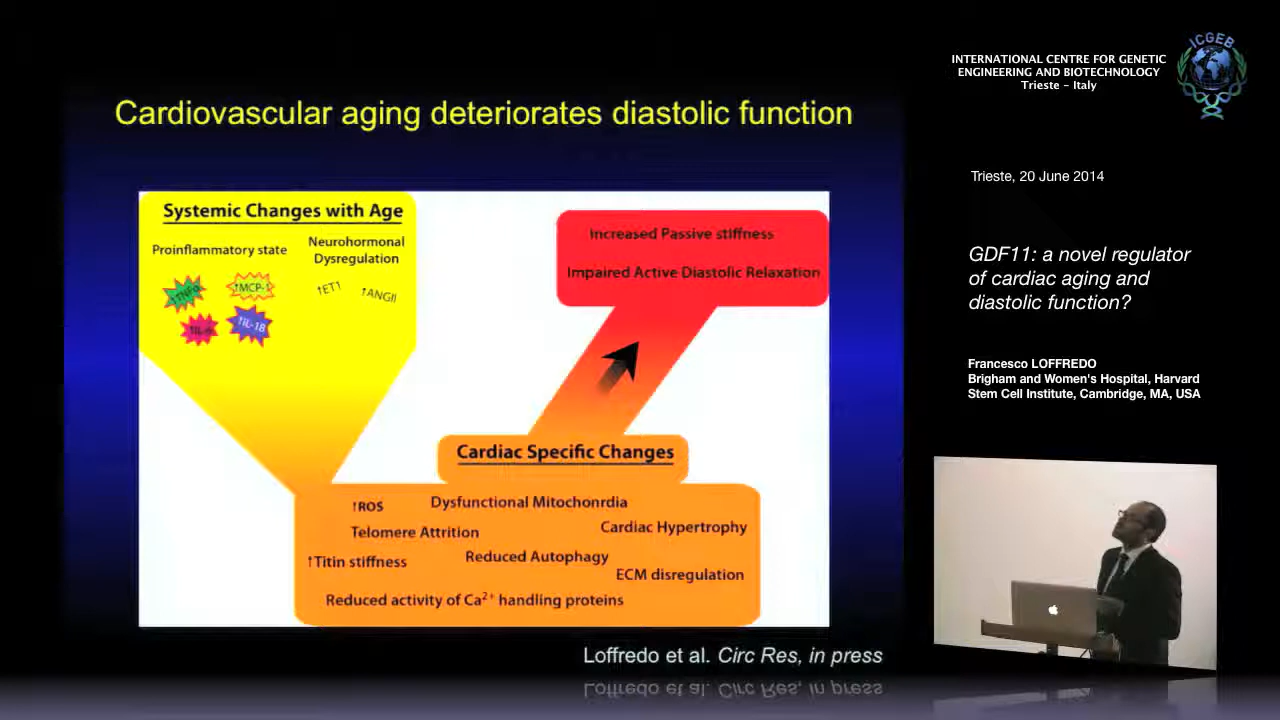 Cardiovascular aging deteriorates diastolic function
Systemic Changes with Age
Proinflammatory state
Neurohormonal
Dysregulation
↑TNFα
↑MCP-1
↑ET1
↑ANGII
↑IL-6
↑IL-1B
Increased Passive stiffness
Impaired Active Diastolic Relaxation
Cardiac Specific Changes
↑ROS
Dysfunctional Mitochonrdia
Telomere Attrition
Cardiac Hypertrophy
↑Titin stiffness
Reduced Autophagy
ECM disregulation
Reduced activity of Ca²⁺ handling proteins
Loffredo et al. Circ Res, in press
INTERNATIONAL CENTRE FOR GENETIC
ENGINEERING AND BIOTECHNOLOGY
Trieste – Italy
ICGEB
Trieste, 20 June 2014
GDF11: a novel regulator
of cardiac aging and
diastolic function?
Francesco LOFFREDO
Brigham and Women's Hospital, Harvard
Stem Cell Institute, Cambridge, MA, USA